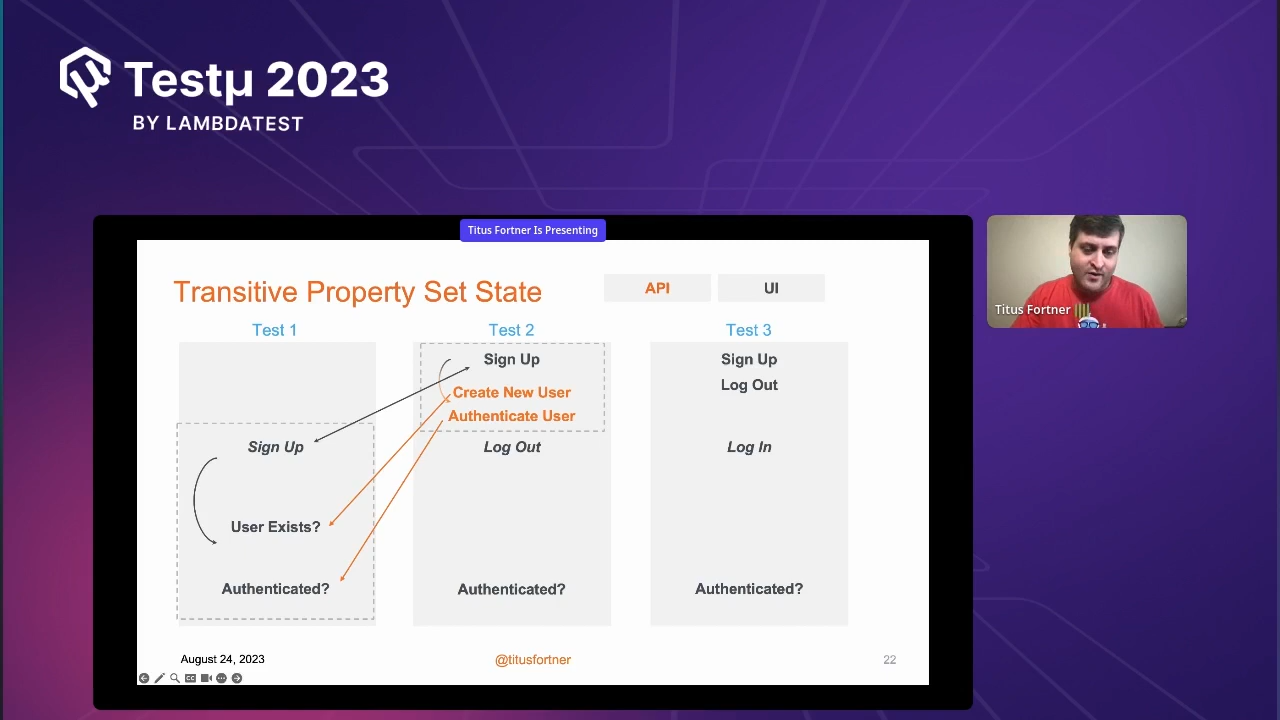 Testμ 2023
BY LAMBDATEST
Titus Fortner Is Presenting
Transitive Property Set State
API
UI
Test 1
Test 2
Test 3
Sign Up
Sign Up
Create New User
Log Out
Authenticate User
Sign Up
Log Out
Log In
User Exists?
Authenticated?
Authenticated?
Authenticated?
August 24, 2023
@titusfortner
22
CC
Titus Fortner